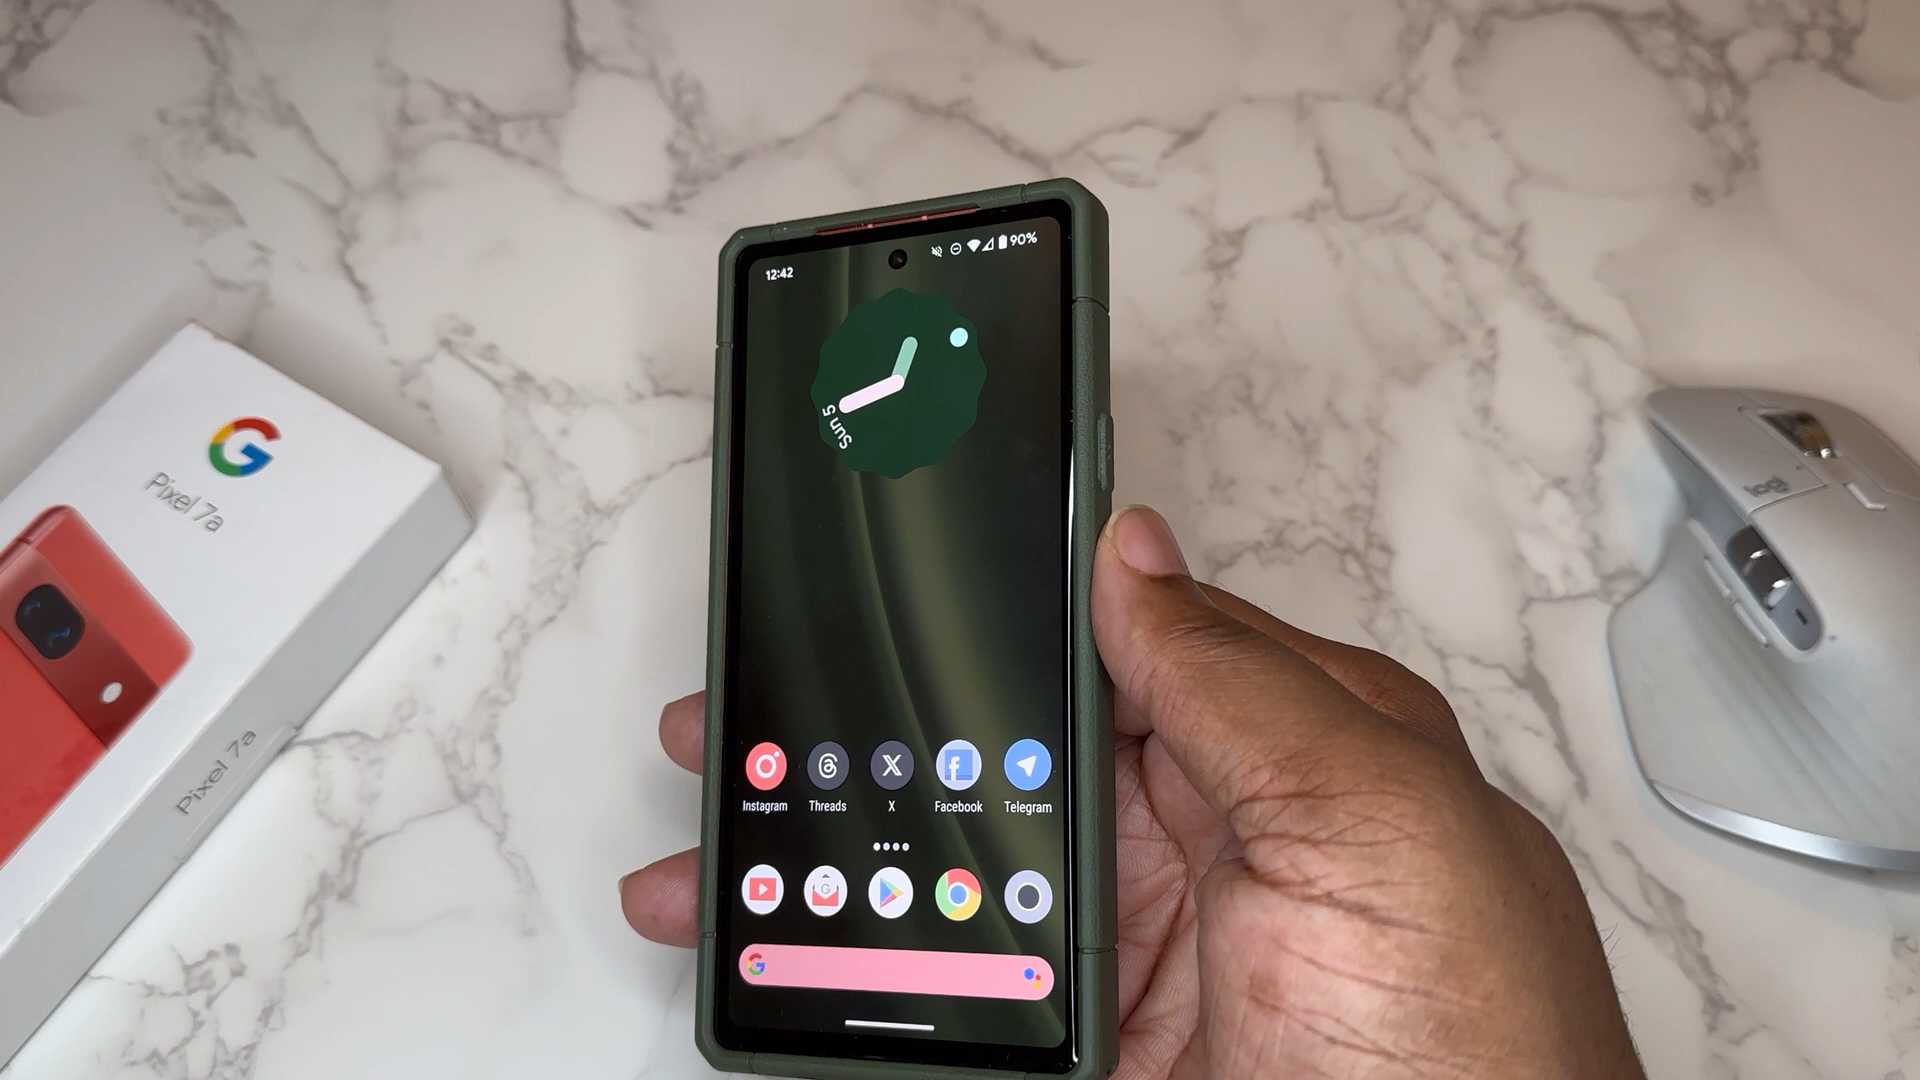 12:42
90%
Sun 5
Instagram
Threads
X
Facebook
Telegram
Pixel 7a
Pixel 7a
logi